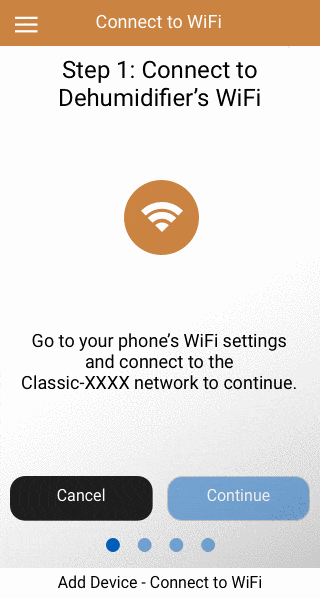 Connect to WiFi
Step 1: Connect to
Dehumidifier’s WiFi
Go to your phone’s WiFi settings
and connect to the
Classic-XXXX network to continue.
Cancel
Continue
Add Device - Connect to WiFi